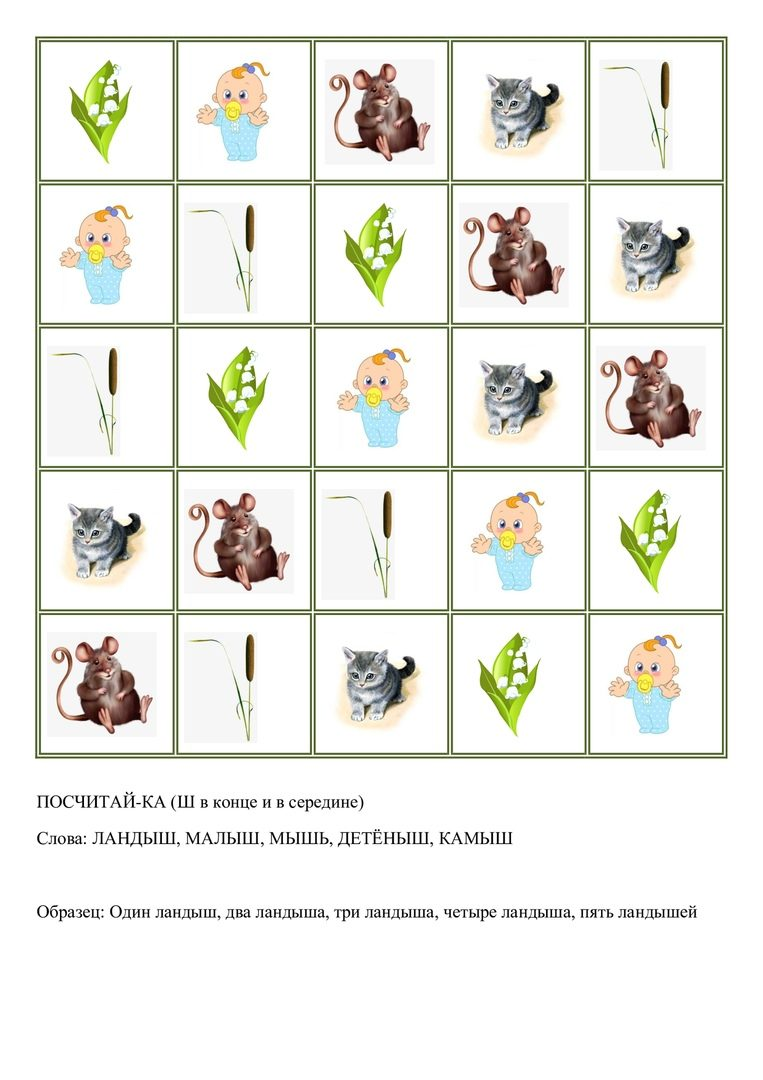 ПОСЧИТАЙ-КА (Ш в конце и в середине)
Слова: ЛАНДЫШ, МАЛЫШ, МЫШЬ, ДЕТЁНЫШ, КАМЫШ
Образец: Один ландыш, два ландыша, три ландыша, четыре ландыша, пять ландышей